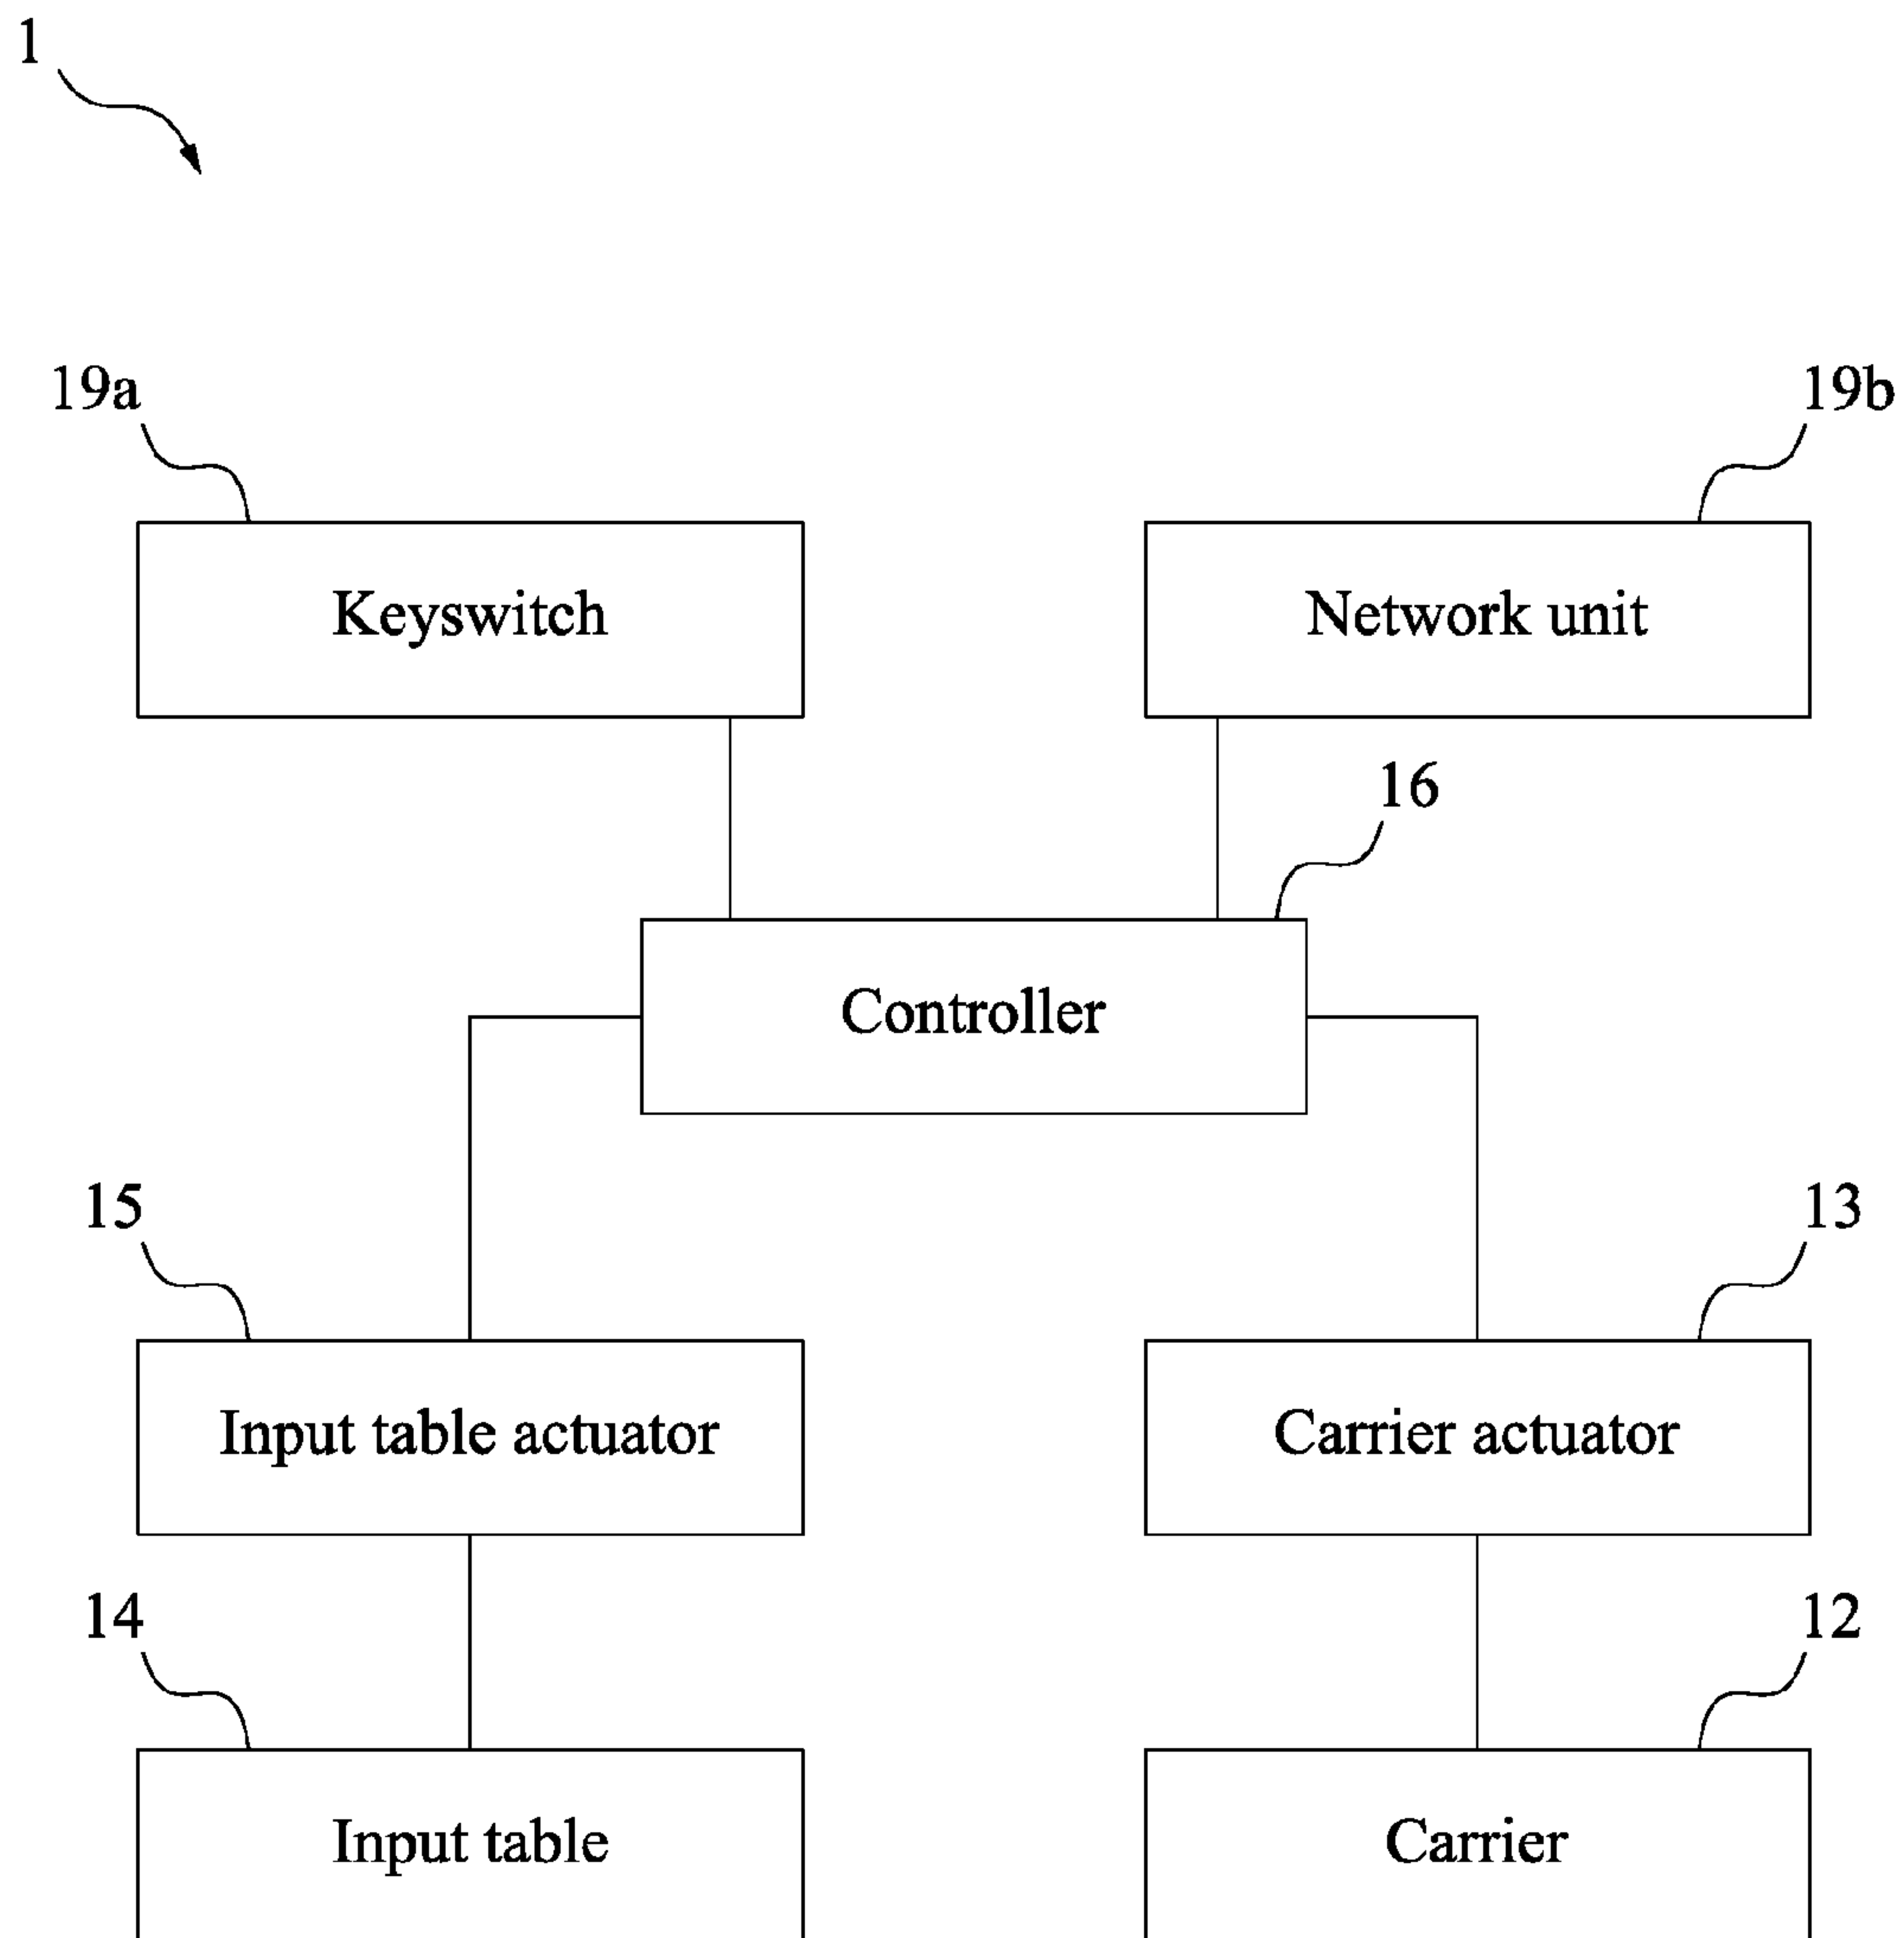 1
19a
19b
Keyswitch
Network unit
16
Controller
15
13
Input table actuator
Carrier actuator
14
12
Input table
Carrier